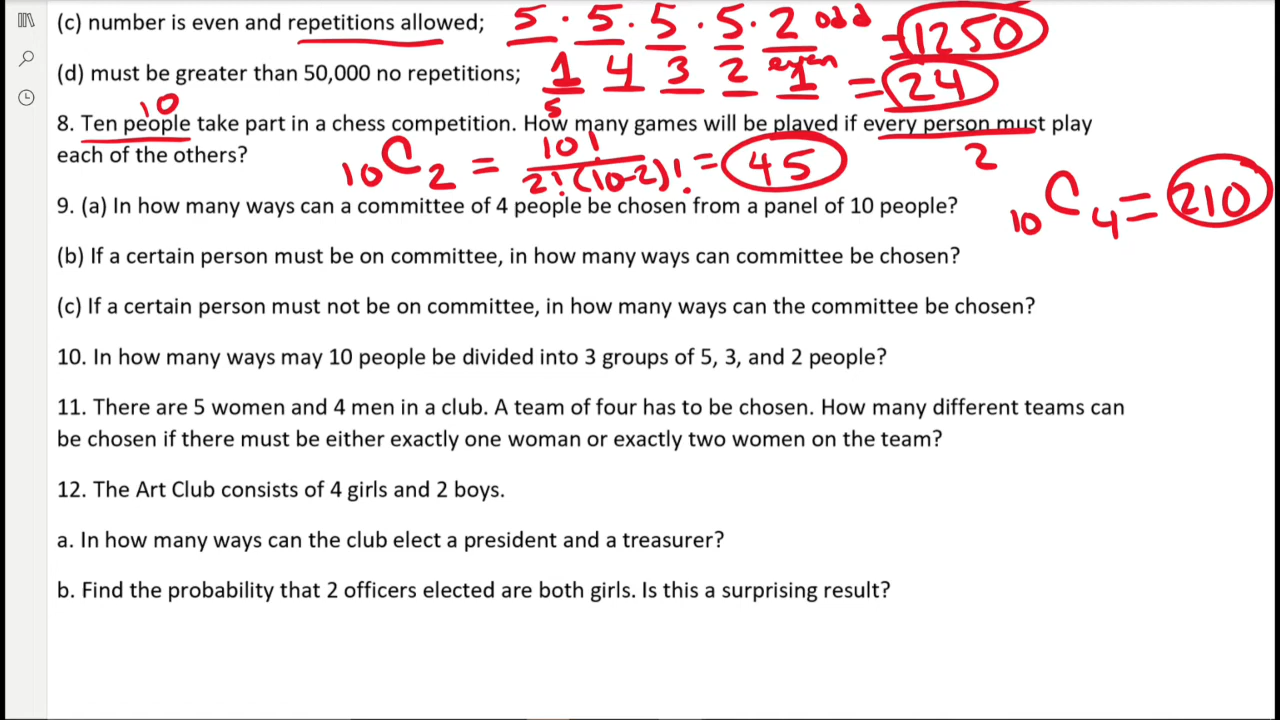 (c) number is even and repetitions allowed; 5 . 5 . 5 . 5 . 2 odd = 1250
(d) must be greater than 50,000 no repetitions; 1 4 3 2 1 even = 24
5
10
8. Ten people take part in a chess competition. How many games will be played if every person must play
2
each of the others? 10C2 = 10! / 2!(10-2)! = 45
9. (a) In how many ways can a committee of 4 people be chosen from a panel of 10 people? 10C4 = 210
(b) If a certain person must be on committee, in how many ways can committee be chosen?
(c) If a certain person must not be on committee, in how many ways can the committee be chosen?
10. In how many ways may 10 people be divided into 3 groups of 5, 3, and 2 people?
11. There are 5 women and 4 men in a club. A team of four has to be chosen. How many different teams can
be chosen if there must be either exactly one woman or exactly two women on the team?
12. The Art Club consists of 4 girls and 2 boys.
a. In how many ways can the club elect a president and a treasurer?
b. Find the probability that 2 officers elected are both girls. Is this a surprising result?